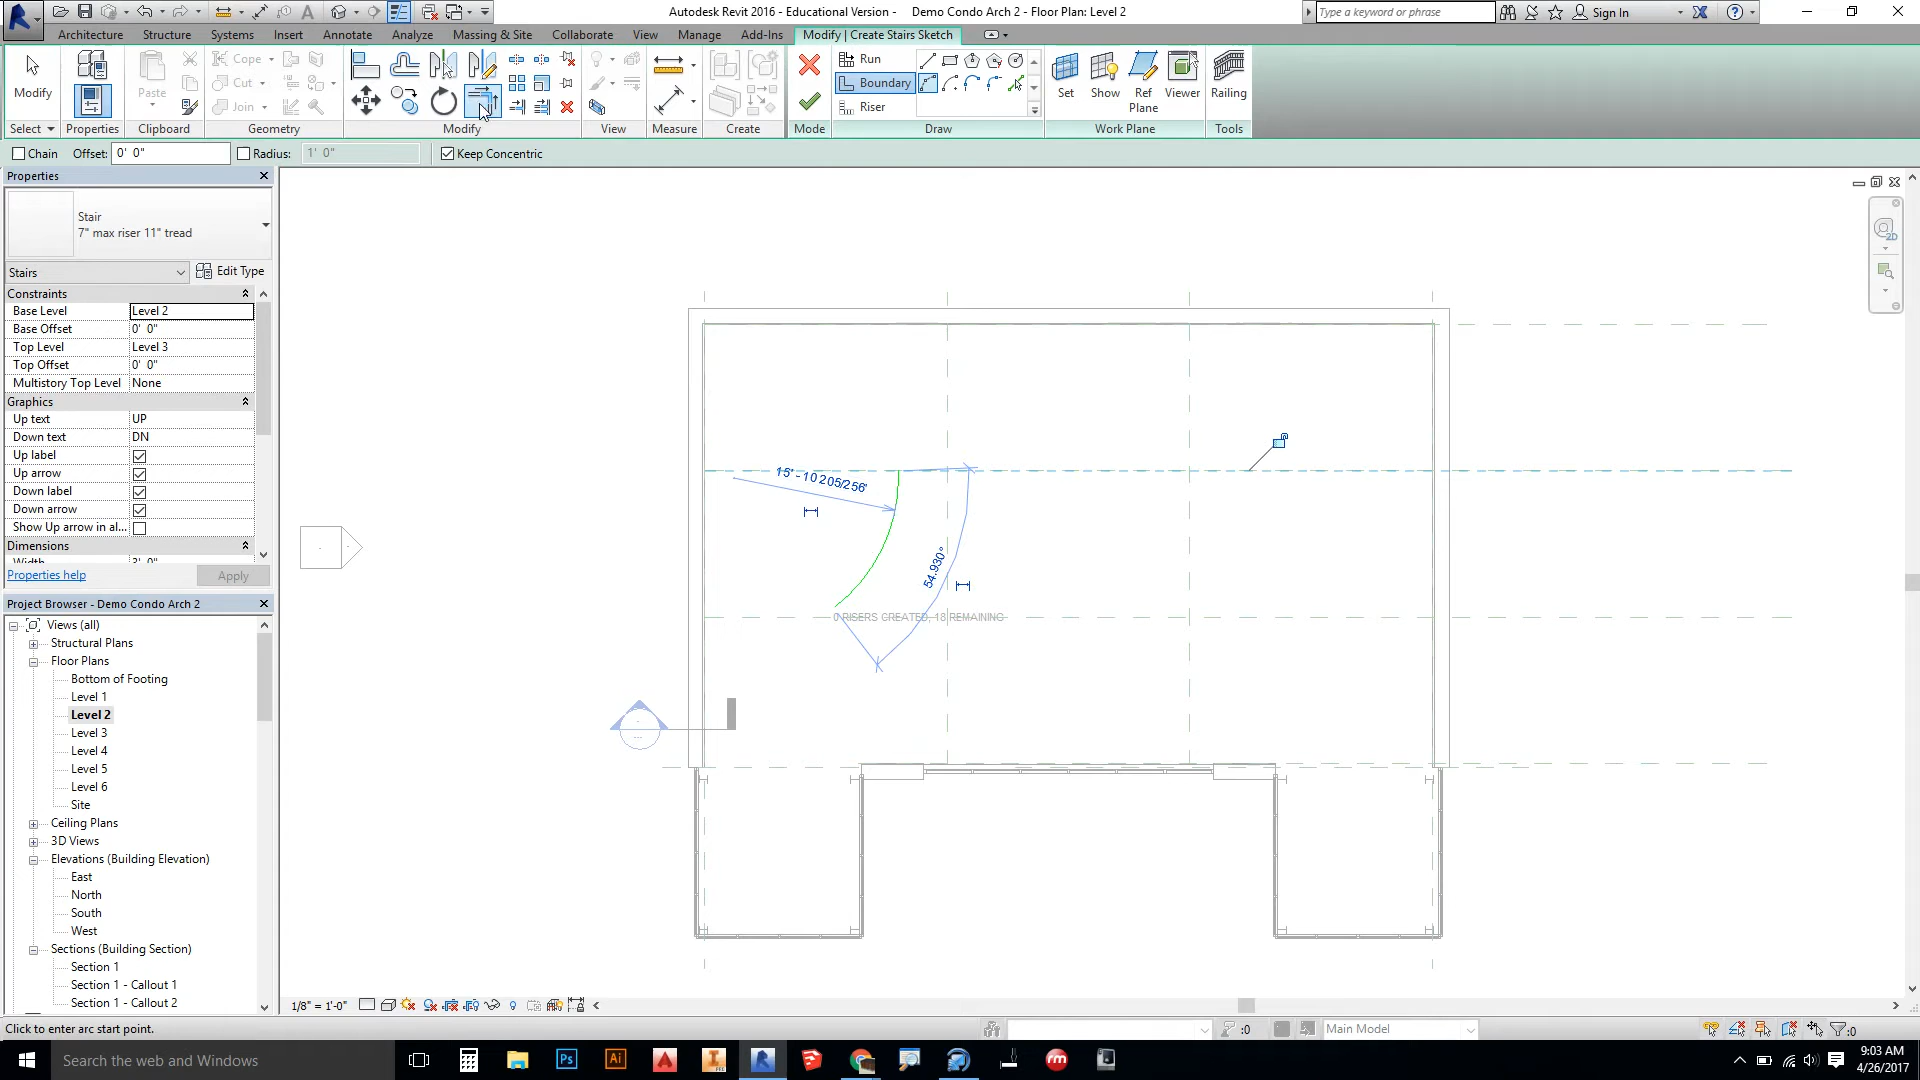 Autodesk Revit 2016 - Educational Version -     Demo Condo Arch 2 - Floor Plan: Level 2
Type a keyword or phrase
Sign In
Architecture
Structure
Systems
Insert
Annotate
Analyze
Massing & Site
Collaborate
View
Manage
Add-Ins
Modify | Create Stairs Sketch
Modify
Paste
Cope
Cut
Join
Run
Boundary
Riser
Set
Show
Ref
Plane
Viewer
Railing
Select
Properties
Clipboard
Geometry
Modify
View
Measure
Create
Mode
Draw
Work Plane
Tools
Chain
Offset: 0' 0"
Radius: 1' 0"
Keep Concentric
Properties
Stair
7" max riser 11" tread
Stairs
Edit Type
Constraints
Base Level Level 2
Base Offset 0' 0"
Top Level Level 3
Top Offset 0' 0"
Multistory Top Level None
Graphics
Up text UP
Down text DN
Up label
Up arrow
Down label
Down arrow
Show Up arrow in al...
Dimensions
Width 3' 0"
Properties help
Apply
Project Browser - Demo Condo Arch 2
Views (all)
Structural Plans
Floor Plans
Bottom of Footing
Level 1
Level 2
Level 3
Level 4
Level 5
Level 6
Site
Ceiling Plans
3D Views
Elevations (Building Elevation)
East
North
South
West
Sections (Building Section)
Section 1
Section 1 - Callout 1
Section 1 - Callout 2
15' - 10 205/256"
54.930°
0 RISERS CREATED, 18 REMAINING
2D
1/8" = 1'-0"
Click to enter arc start point.
:0
Main Model
:0
Search the web and Windows
Ps
Ai
9:03 AM
4/26/2017